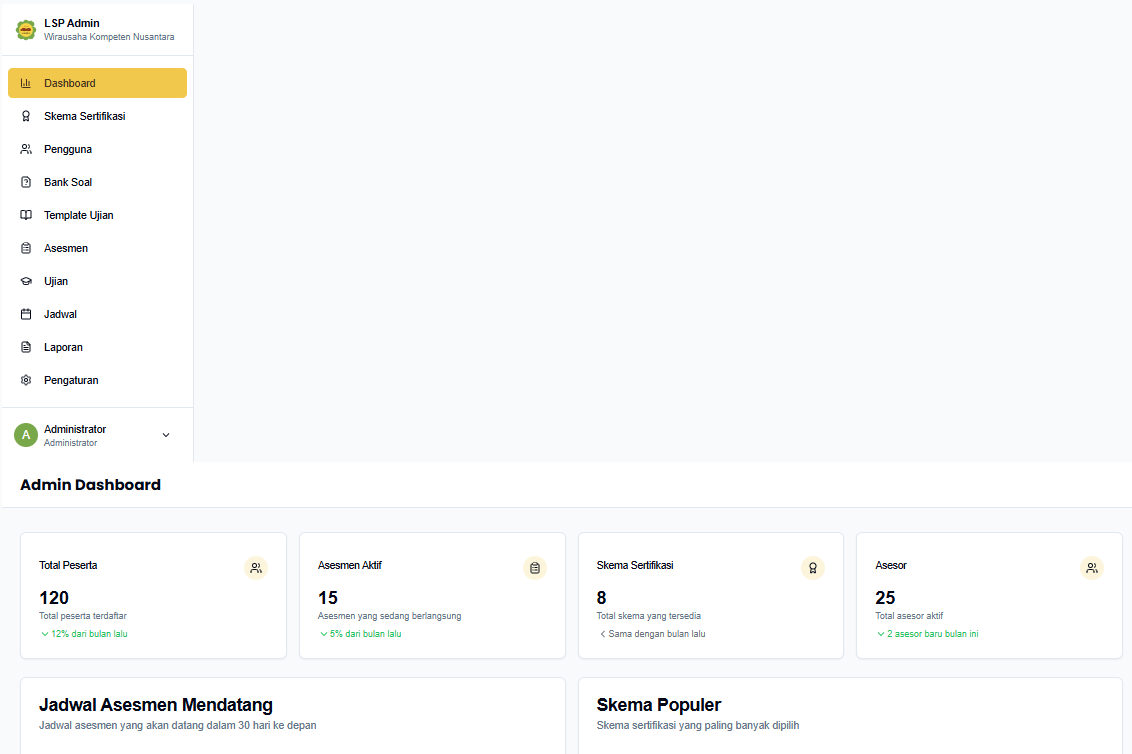 LSP Admin
Wirausaha Kompeten Nusantara
Dashboard
Skema Sertifikasi
Pengguna
Bank Soal
Template Ujian
Asesmen
Ujian
Jadwal
Laporan
Pengaturan
A
Administrator
Administrator
Admin Dashboard
Total Peserta
120
Total peserta terdaftar
12% dari bulan lalu
Asesmen Aktif
15
Asesmen yang sedang berlangsung
5% dari bulan lalu
Skema Sertifikasi
8
Total skema yang tersedia
Sama dengan bulan lalu
Asesor
25
Total asesor aktif
2 asesor baru bulan ini
Jadwal Asesmen Mendatang
Jadwal asesmen yang akan datang dalam 30 hari ke depan
Skema Populer
Skema sertifikasi yang paling banyak dipilih